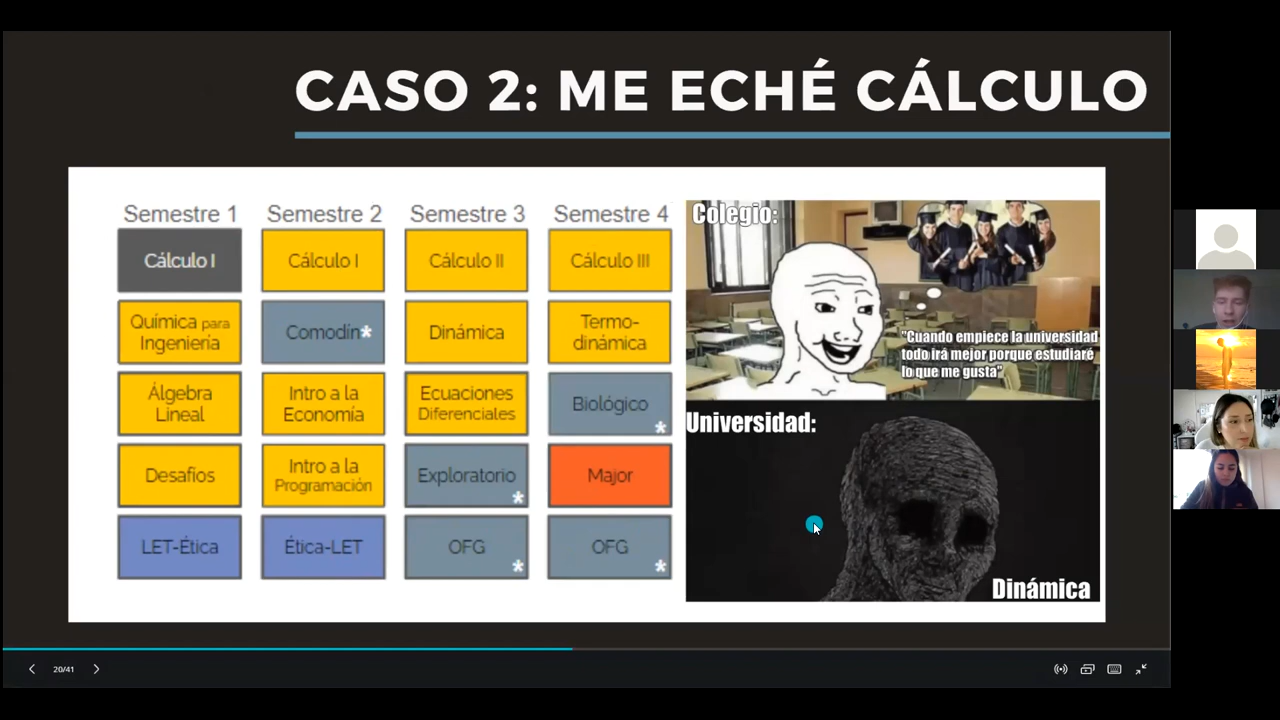 CASO 2: ME ECHÉ CÁLCULO
Semestre 1
Semestre 2
Semestre 3
Semestre 4
Cálculo I
Cálculo I
Cálculo II
Cálculo III
Química para
Ingeniería
Comodín*
Dinámica
Termo-
dinámica
Álgebra
Lineal
Intro a la
Economía
Ecuaciones
Diferenciales
Biológico
*
Desafíos
Intro a la
Programación
Exploratorio
*
Major
LET-Ética
Ética-LET
OFG
*
OFG
*
Colegio:
"Cuando empiece la universidad
todo irá mejor porque estudiaré
lo que me gusta"
Universidad:
Dinámica
20/41